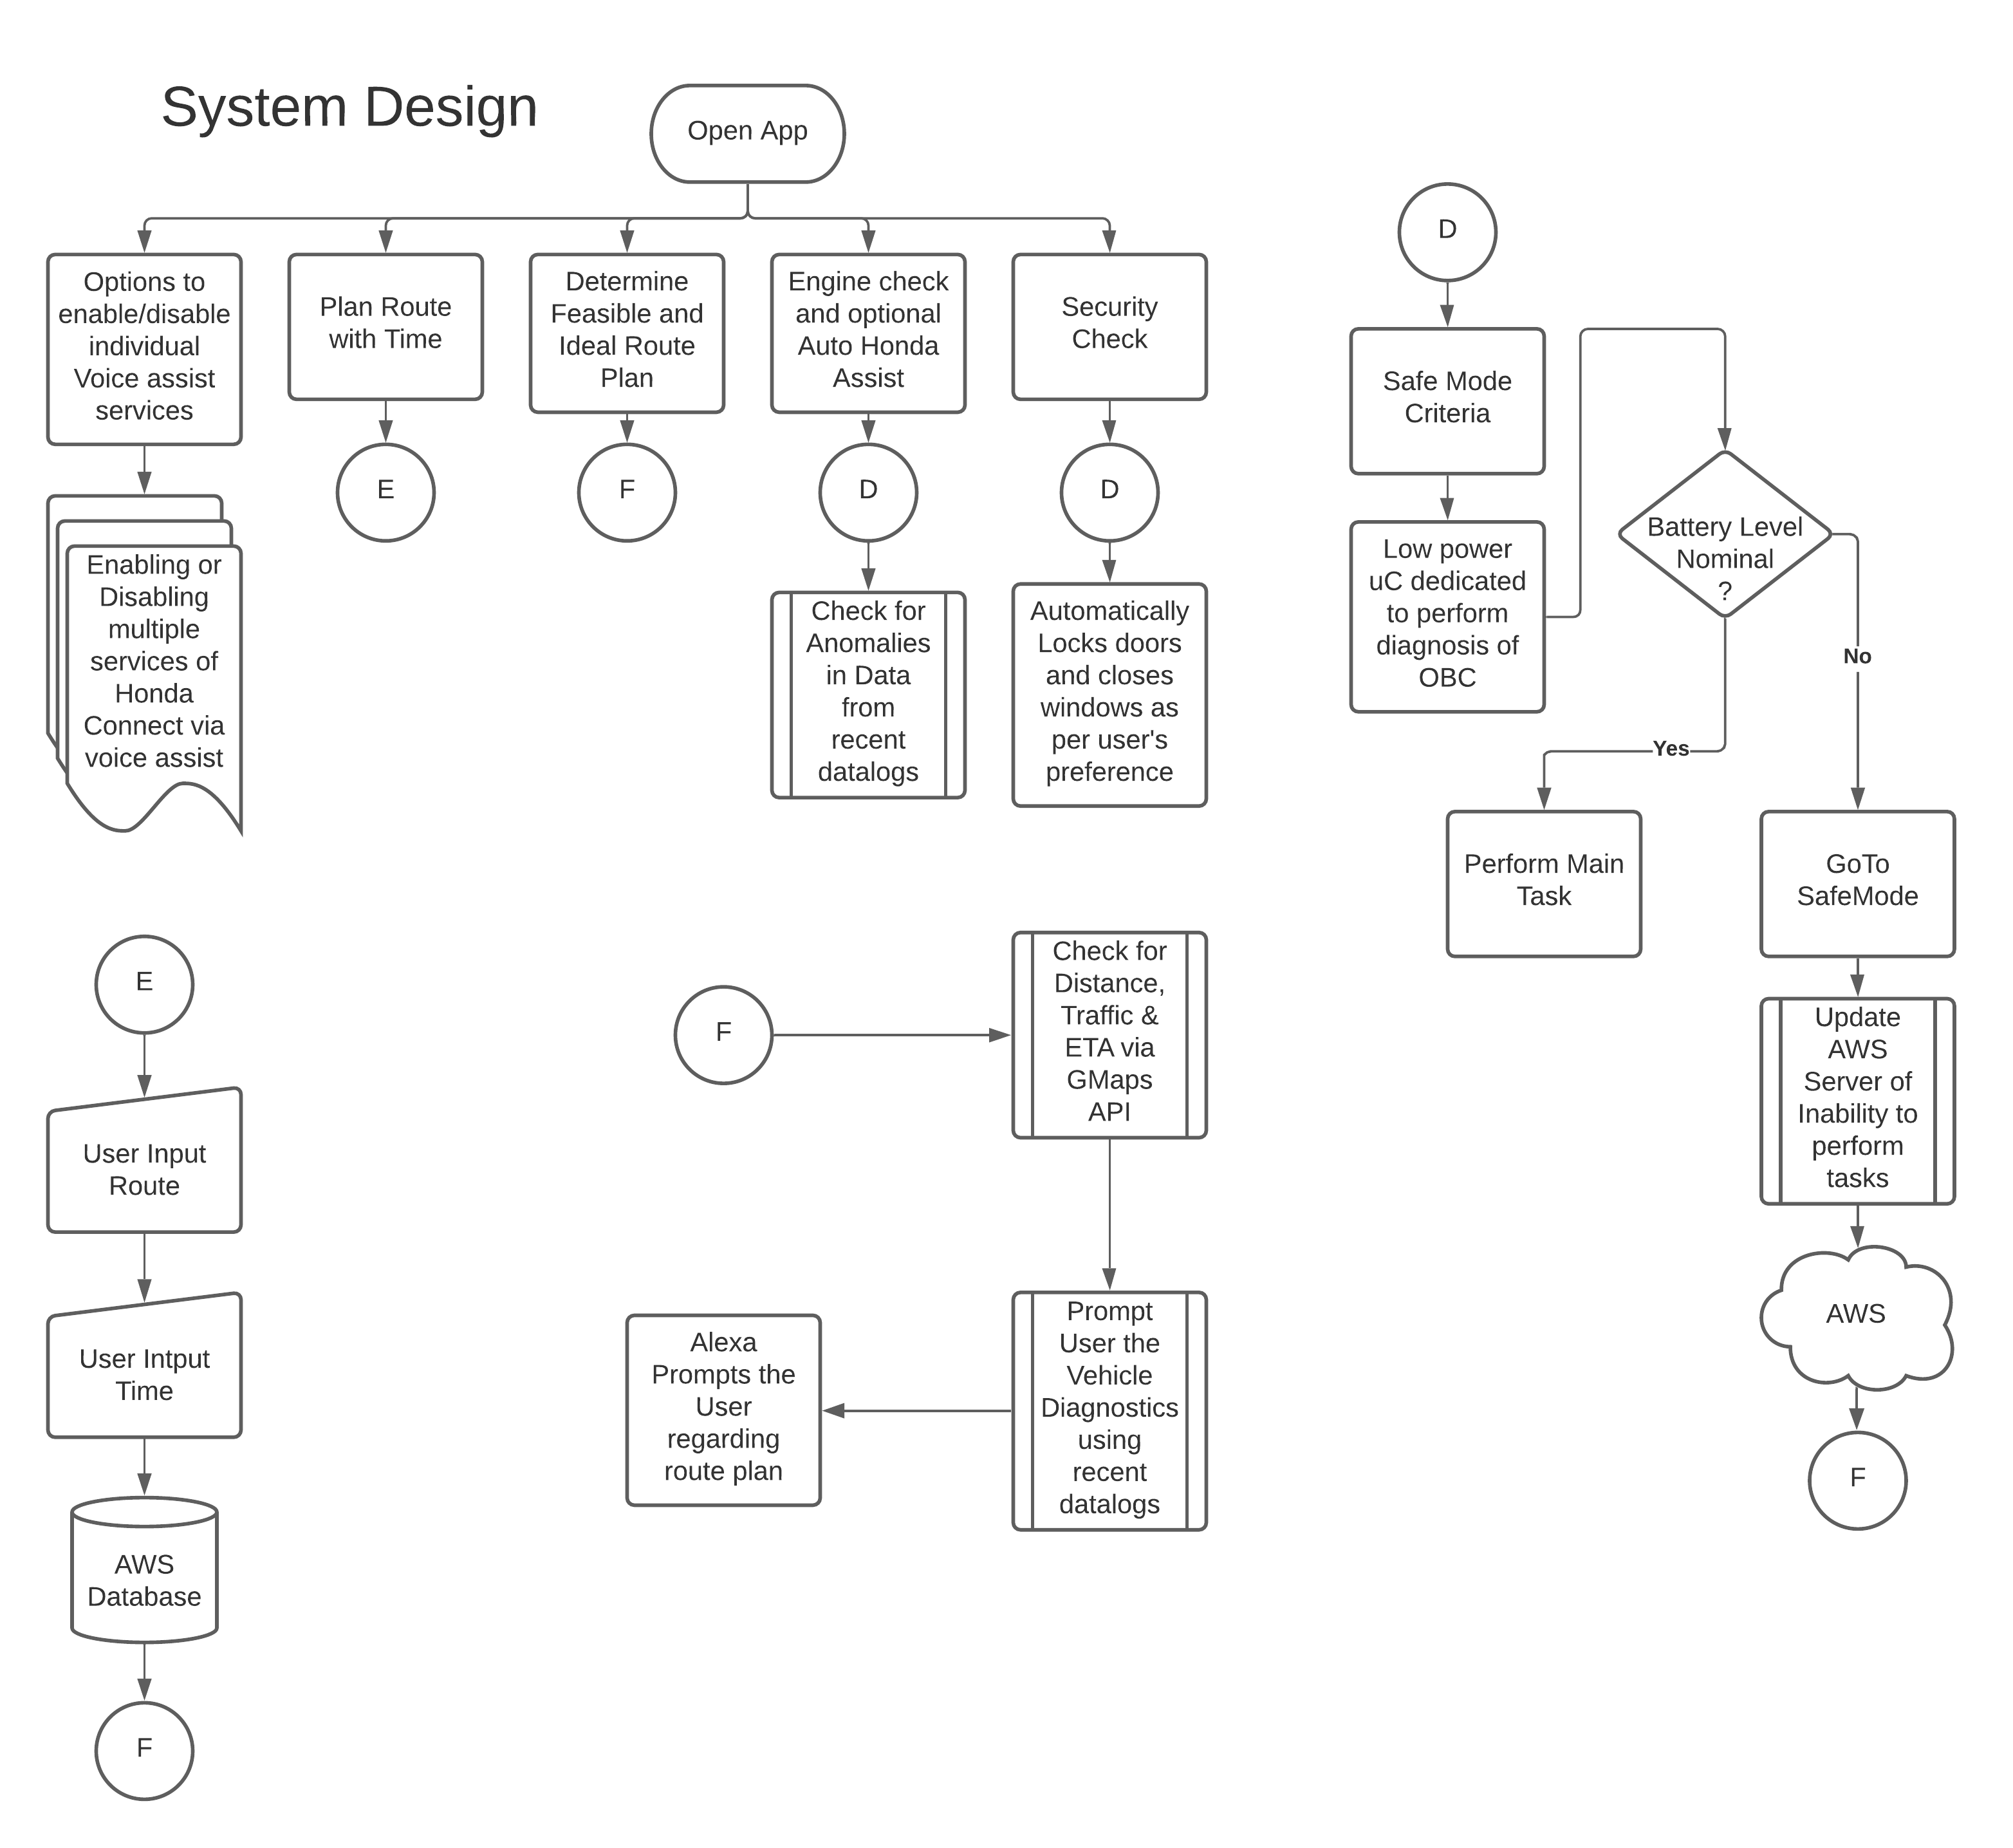 System Design
Open App
Options to
enable/disable
individual
Voice assist
services
Plan Route
with Time
Determine
Feasible and
Ideal Route
Plan
Engine check
and optional
Auto Honda
Assist
Security
Check
E
F
D
D
Enabling or
Disabling
multiple
services of
Honda
Connect via
voice assist
Check for
Anomalies
in Data
from
recent
datalogs
Automatically
Locks doors
and closes
windows as
per user's
preference
D
Safe Mode
Criteria
Low power
uC dedicated
to perform
diagnosis of
OBC
Battery Level
Nominal
?
No
Yes
Perform Main
Task
GoTo
SafeMode
Update
AWS
Server of
Inability to
perform
tasks
AWS
F
E
User Input
Route
User Intput
Time
AWS
Database
F
F
Check for
Distance,
Traffic &
ETA via
GMaps
API
Prompt
User the
Vehicle
Diagnostics
using
recent
datalogs
Alexa
Prompts the
User
regarding
route plan